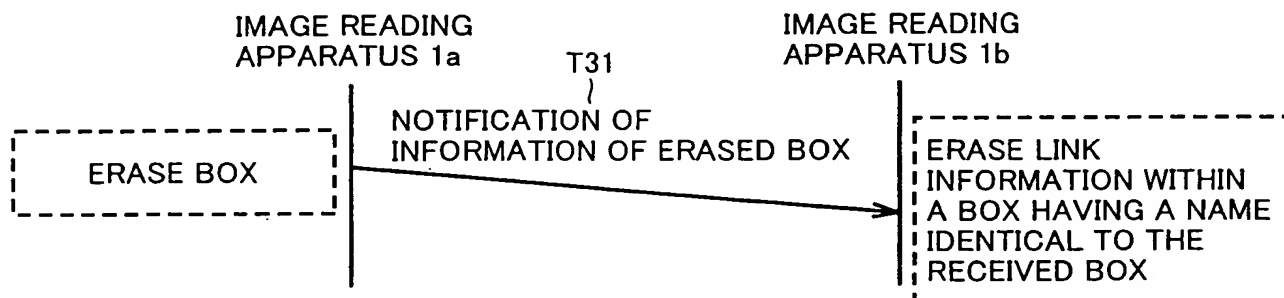 IMAGE READING
APPARATUS 1a
IMAGE READING
APPARATUS 1b
T31
NOTIFICATION OF
INFORMATION OF ERASED BOX
ERASE BOX
ERASE LINK
INFORMATION WITHIN
A BOX HAVING A NAME
IDENTICAL TO THE
RECEIVED BOX